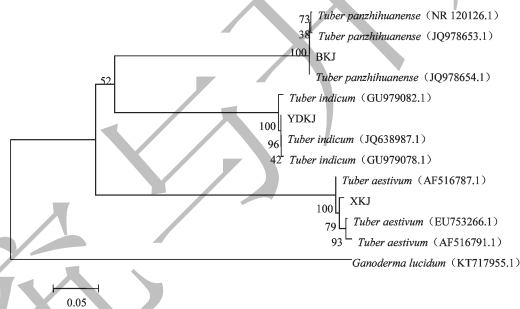 73
Tuber panzhihuanense (NR 120126.1)
38
Tuber panzhihuanense (JQ978653.1)
100
BKJ
Tuber panzhihuanense (JQ978654.1)
52
Tuber indicum (GU979082.1)
100
YDKJ
96
Tuber indicum (JQ638987.1)
42
Tuber indicum (GU979078.1)
Tuber aestivum (AF516787.1)
100
XKJ
79
Tuber aestivum (EU753266.1)
93
Tuber aestivum (AF516791.1)
Ganoderma lucidum (KT717955.1)
0.05